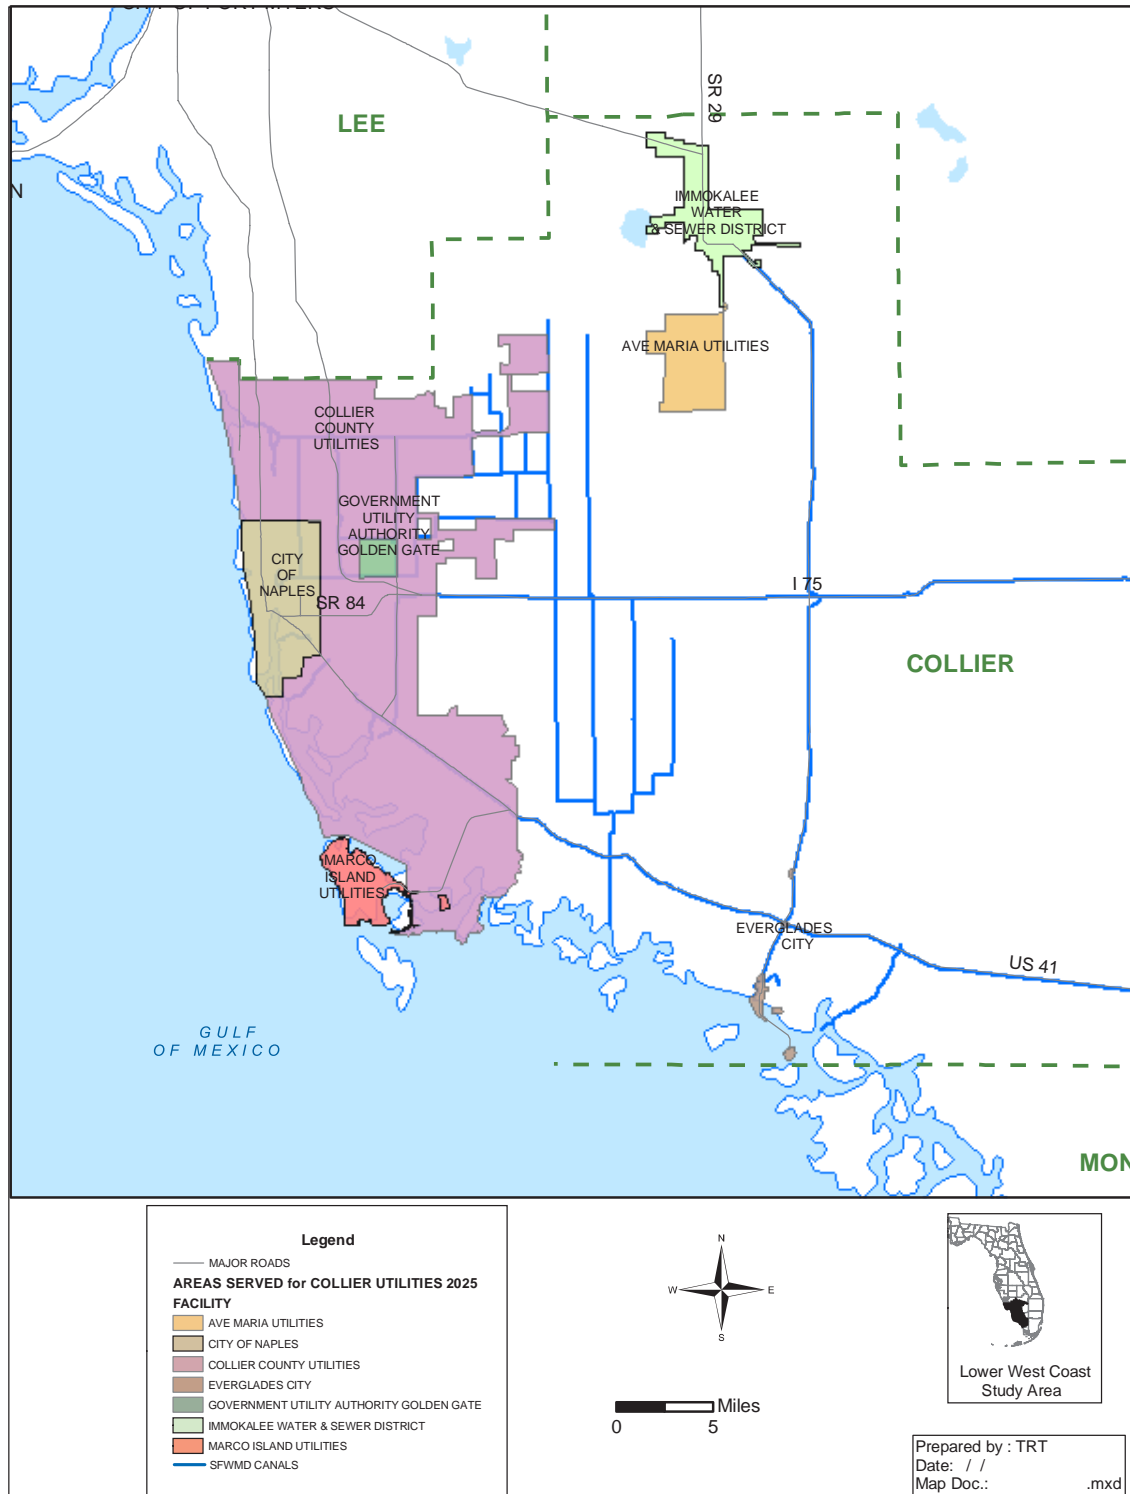 CITY OF FORT MYERS
LEE
SR 29
N
IMMOKALEE
WATER
& SEWER DISTRICT
AVE MARIA UTILITIES
COLLIER
COUNTY
UTILITIES
GOVERNMENT
UTILITY
AUTHORITY
GOLDEN GATE
CITY
OF
NAPLES
SR 84
I 75
COLLIER
MARCO
ISLAND
UTILITIES
EVERGLADES
CITY
US 41
GULF
OF MEXICO
MON
Legend
MAJOR ROADS
AREAS SERVED for COLLIER UTILITIES 2025
FACILITY
AVE MARIA UTILITIES
CITY OF NAPLES
COLLIER COUNTY UTILITIES
EVERGLADES CITY
GOVERNMENT UTILITY AUTHORITY GOLDEN GATE
IMMOKALEE WATER & SEWER DISTRICT
MARCO ISLAND UTILITIES
SFWMD CANALS
N
W E
S
Miles
0 5
Lower West Coast
Study Area
Prepared by : TRT
Date: / /
Map Doc.: .mxd